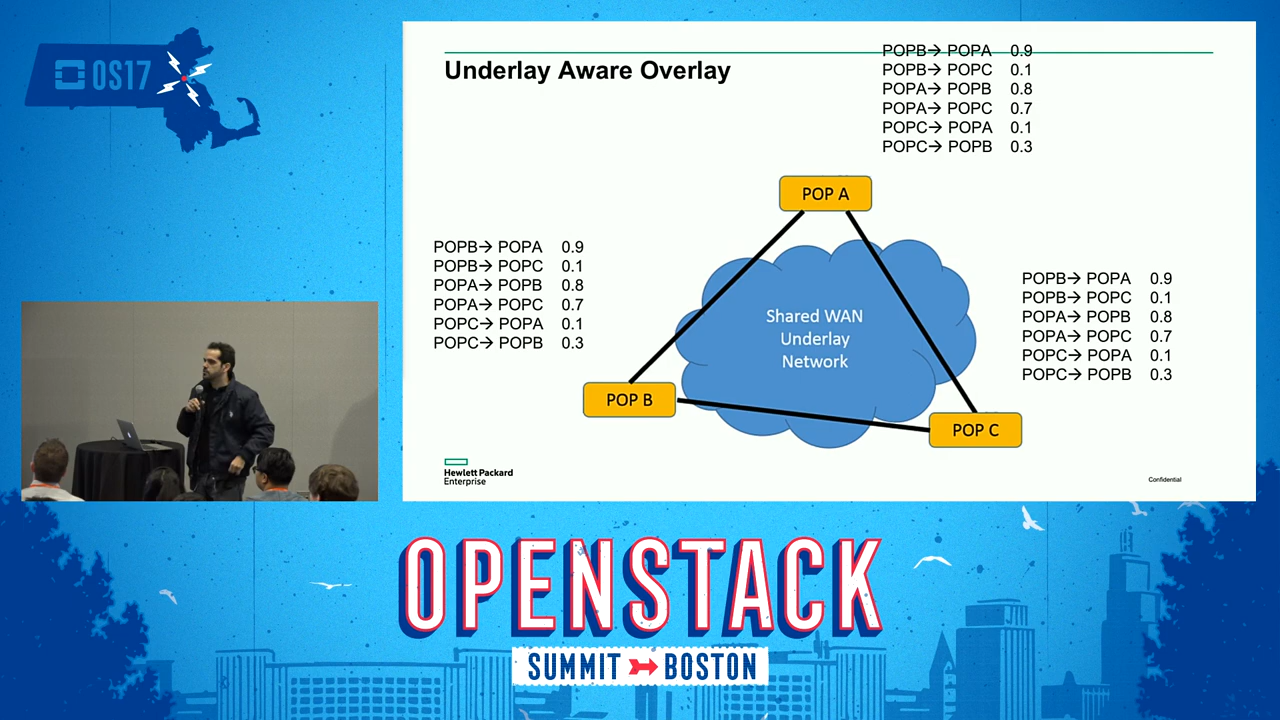 OS17
Underlay Aware Overlay
POPB→ POPA 0.9
POPB→ POPC 0.1
POPA→ POPB 0.8
POPA→ POPC 0.7
POPC→ POPA 0.1
POPC→ POPB 0.3
POP A
POPB→ POPA 0.9
POPB→ POPC 0.1
POPA→ POPB 0.8
POPA→ POPC 0.7
POPC→ POPA 0.1
POPC→ POPB 0.3
POPB→ POPA 0.9
POPB→ POPC 0.1
POPA→ POPB 0.8
POPA→ POPC 0.7
POPC→ POPA 0.1
POPC→ POPB 0.3
Shared WAN
Underlay
Network
POP B
POP C
Hewlett Packard
Enterprise
Confidential
OPENSTACK
SUMMIT BOSTON